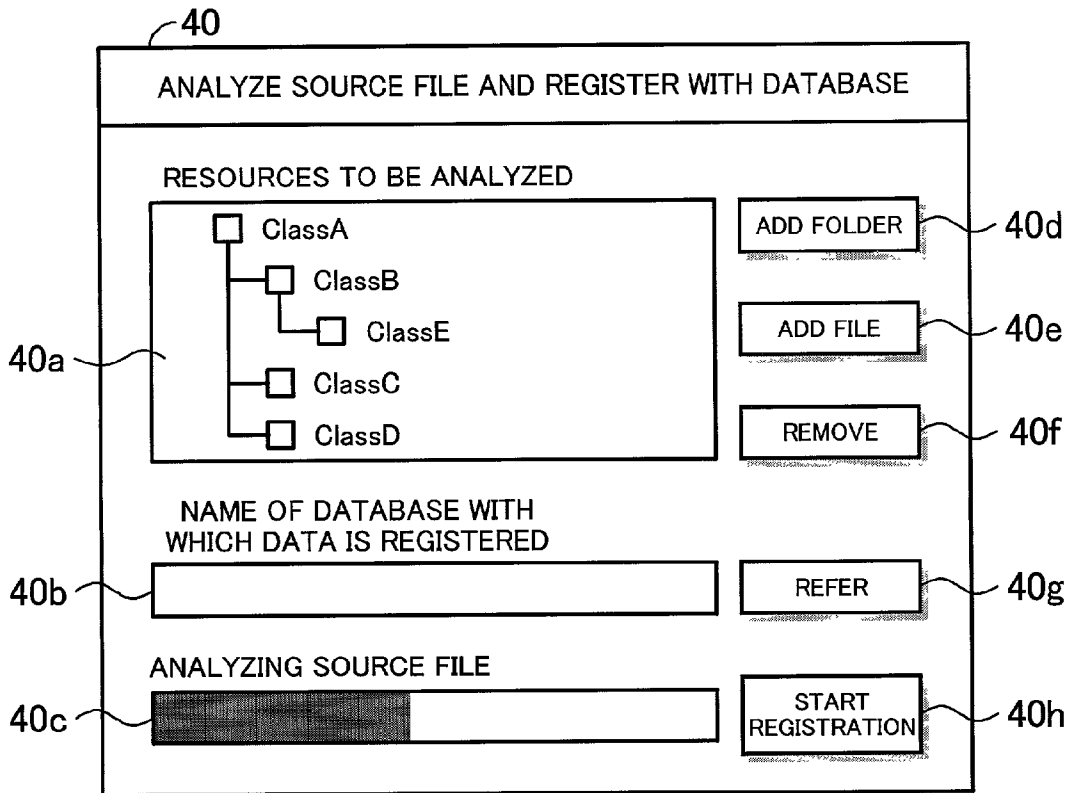 40
ANALYZE SOURCE FILE AND REGISTER WITH DATABASE
RESOURCES TO BE ANALYZED
ClassA
ClassB
ClassE
ClassC
ClassD
40a
ADD FOLDER
40d
ADD FILE
40e
REMOVE
40f
NAME OF DATABASE WITH
WHICH DATA IS REGISTERED
40b
REFER
40g
ANALYZING SOURCE FILE
40c
START
REGISTRATION
40h